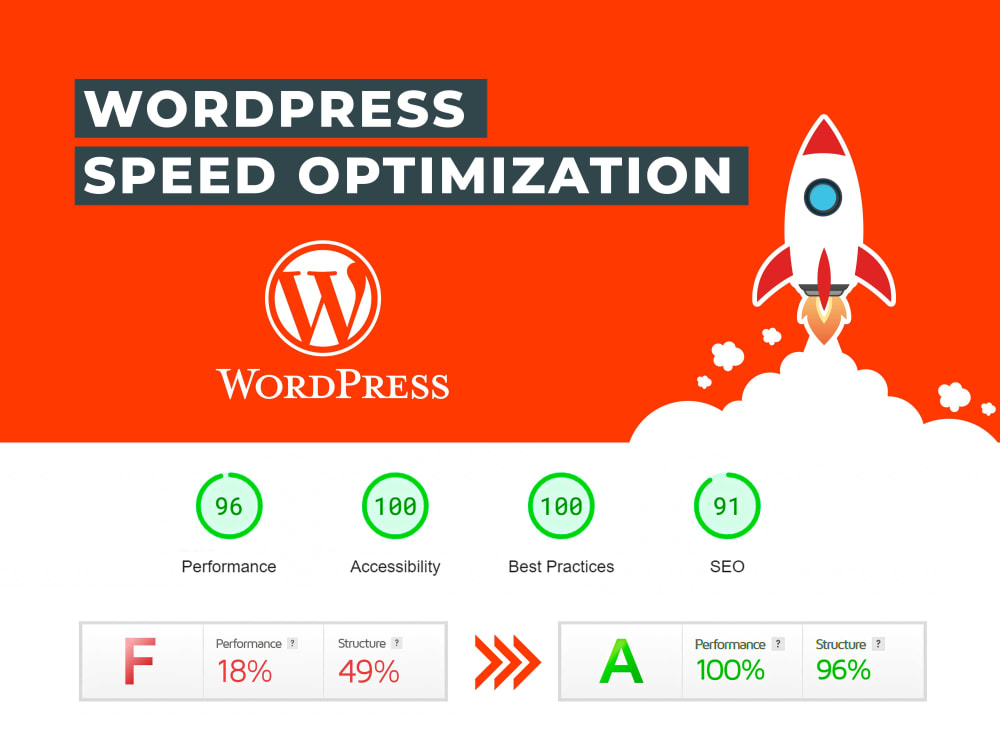 WORDPRESS
SPEED OPTIMIZATION
W
WORDPRESS
96 100 100 91
Performance Accessibility Best Practices SEO
F Performance ? Structure ? A Performance ? Structure ?
18% 49% 100% 96%